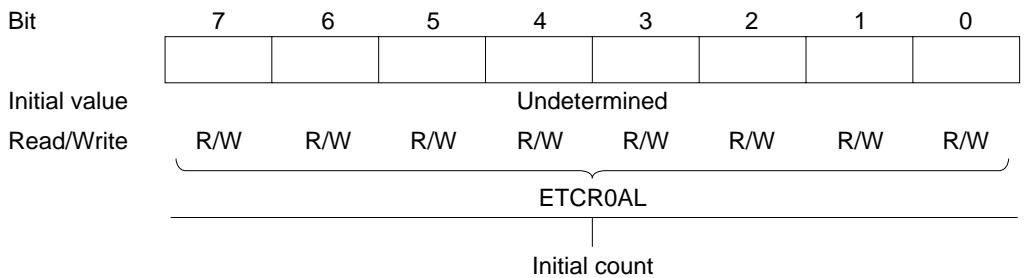 Bit 7 6 5 4 3 2 1 0
Initial value Undetermined
Read/Write R/W R/W R/W R/W R/W R/W R/W R/W
ETCR0AL
Initial count